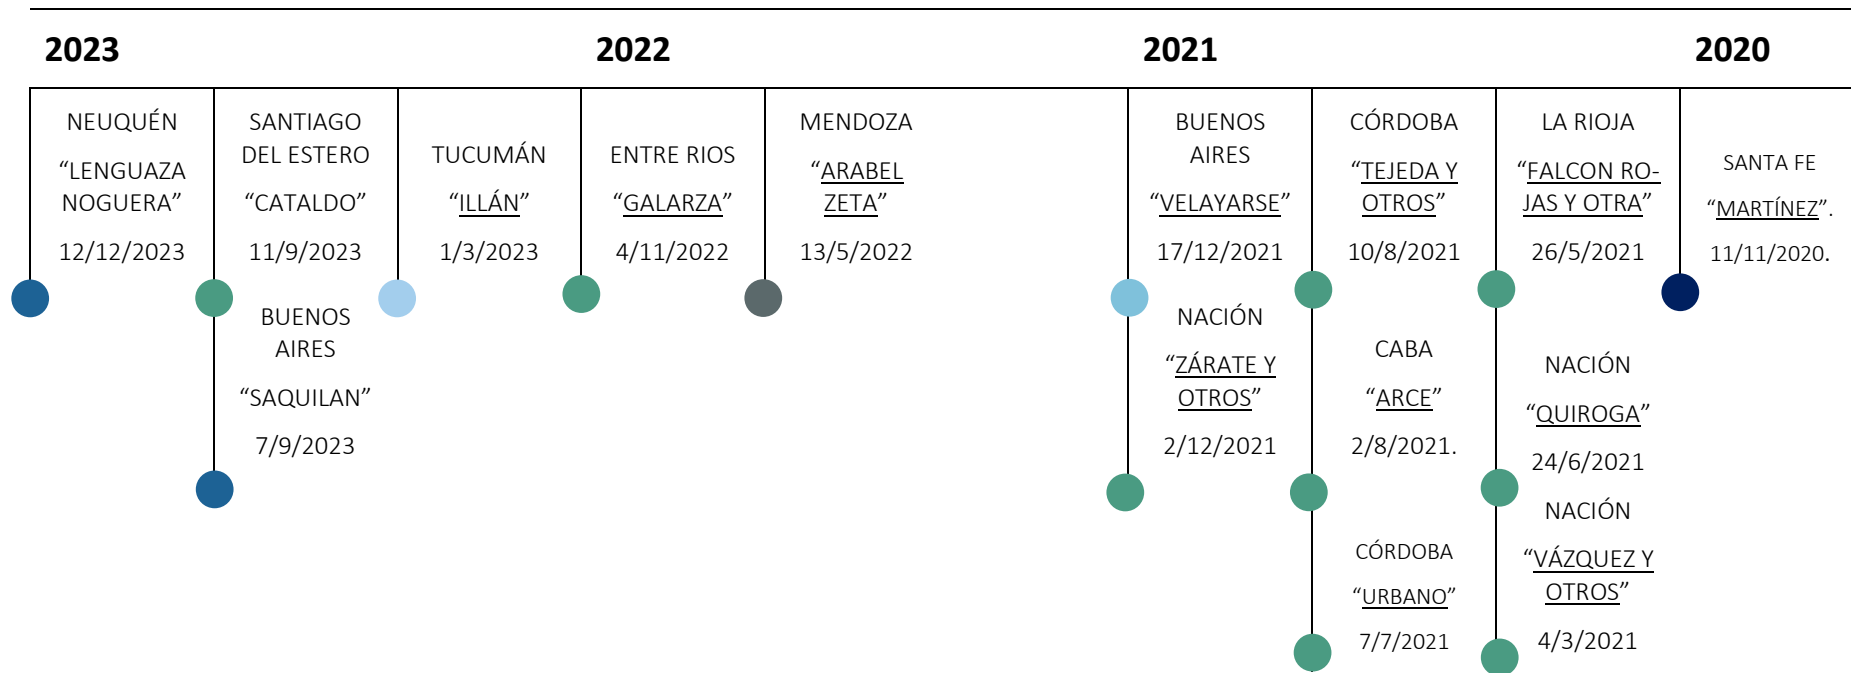 2023
2022
2021
2020
NEUQUÉN
“LENGUAZA
NOGUERA”
12/12/2023
SANTIAGO
DEL ESTERO
“CATALDO”
11/9/2023
BUENOS
AIRES
“SAQUILAN”
7/9/2023
TUCUMÁN
“ILLÁN”
1/3/2023
ENTRE RIOS
“GALARZA”
4/11/2022
MENDOZA
“ARABEL
ZETA”
13/5/2022
BUENOS
AIRES
“VELAYARSE”
17/12/2021
NACIÓN
“ZÁRATE Y
OTROS”
2/12/2021
CÓRDOBA
“TEJEDA Y
OTROS”
10/8/2021
CABA
“ARCE”
2/8/2021.
CÓRDOBA
“URBANO”
7/7/2021
LA RIOJA
“FALCON RO-
JAS Y OTRA”
26/5/2021
NACIÓN
“QUIROGA”
24/6/2021
NACIÓN
“VÁZQUEZ Y
OTROS”
4/3/2021
SANTA FE
“MARTÍNEZ”.
11/11/2020.